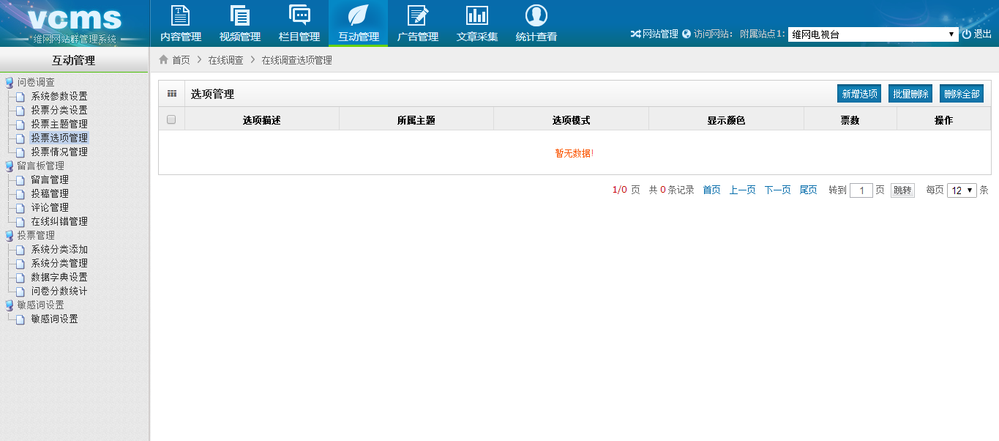 vcms
维网网站群管理系统
内容管理 视频管理 栏目管理 互动管理 广告管理 文章采集 统计查看
网站管理 访问网站: 附属站点1: 维网电视台 退出
互动管理
首页 > 在线调查 > 在线调查选项管理
问卷调查
系统参数设置
投票分类设置
投票主题管理
投票选项管理
投票情况管理
留言板管理
留言管理
投稿管理
评论管理
在线纠错管理
投票管理
系统分类添加
系统分类管理
数据字典设置
问卷分数统计
敏感词设置
敏感词设置
选项管理 新增选项 批量删除 删除全部
选项描述 所属主题 选项模式 显示颜色 票数 操作
暂无数据!
1/0 页 共 0 条记录 首页 上一页 下一页 尾页 转到 1 页 跳转 每页 12 条